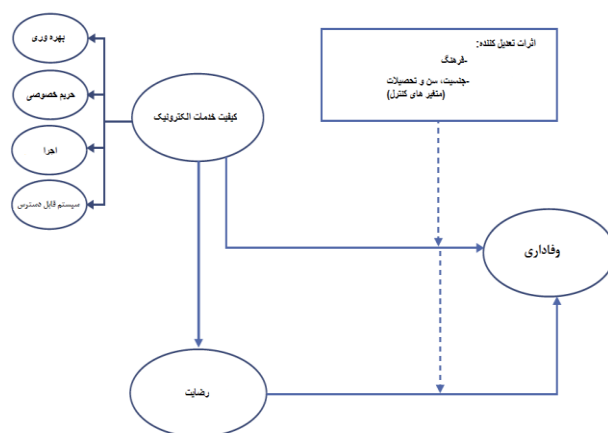 اثرات تعدیل کننده:
-فرهنگ
-جنسیت، سن و تحصیلات
(متغیر های کنترل)
کیفیت خدمات الکترونیک
بهره وری
حریم خصوصی
اجرا
سیستم قابل دسترس
وفاداری
رضایت